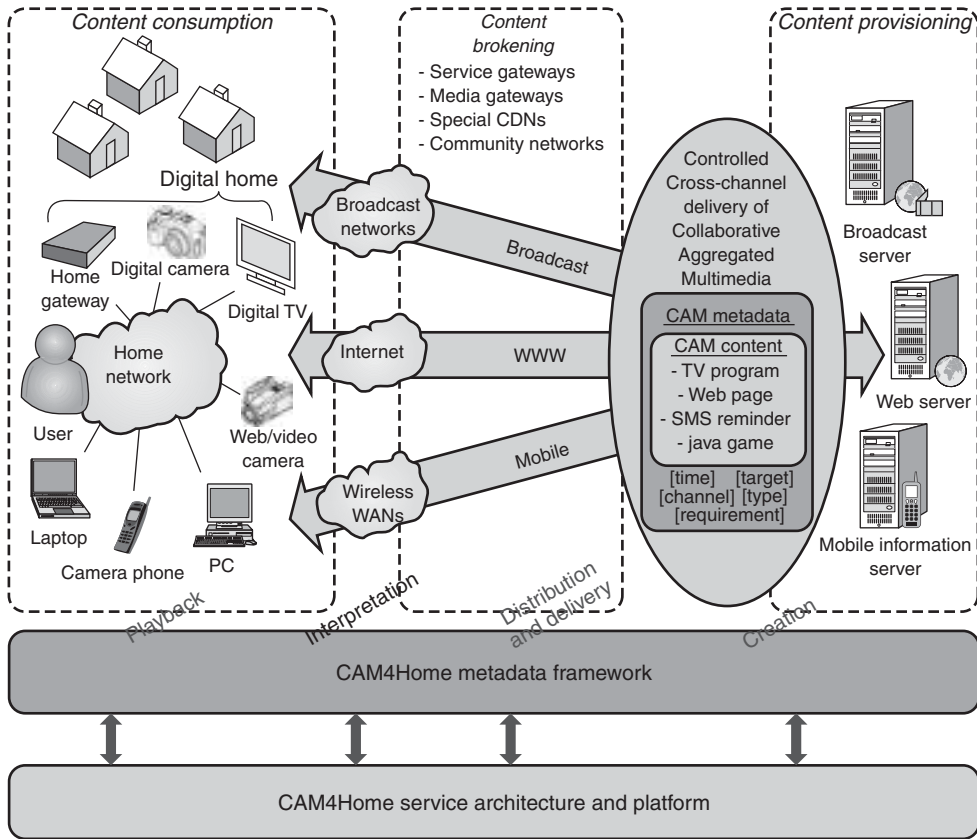 Content consumption
Digital home
Home
gateway
Digital camera
Digital TV
Home
network
User
Web/video
camera
Laptop
Camera phone
PC
Content
brokening
- Service gateways
- Media gateways
- Special CDNs
- Community networks
Broadcast
networks
Broadcast
Internet
WWW
Wireless
WANs
Mobile
Controlled
Cross-channel
delivery of
Collaborative
Aggregated
Multimedia
CAM metadata
CAM content
- TV program
- Web page
- SMS reminder
- java game
[time] [target]
[channel] [type]
[requirement]
Content provisioning
Broadcast
server
Web server
Mobile information
server
Playback
Interpretation
Distribution
and delivery
Creation
CAM4Home metadata framework
CAM4Home service architecture and platform